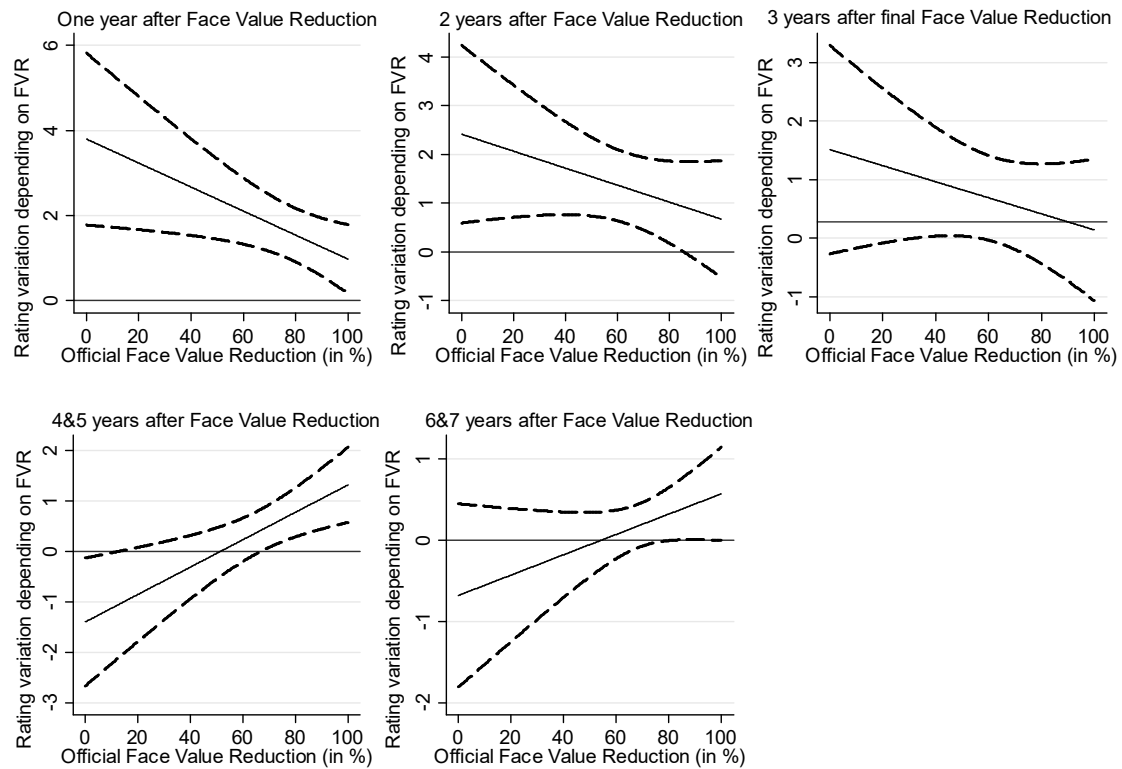 One year after Face Value Reduction
Rating variation depending on FVR
6
4
2
0
0 20 40 60 80 100
Official Face Value Reduction (in %)
2 years after Face Value Reduction
Rating variation depending on FVR
4
3
2
1
0
-1
0 20 40 60 80 100
Official Face Value Reduction (in %)
3 years after final Face Value Reduction
Rating variation depending on FVR
3
2
1
0
-1
0 20 40 60 80 100
Official Face Value Reduction (in %)
4&5 years after Face Value Reduction
Rating variation depending on FVR
2
1
0
-1
-2
-3
0 20 40 60 80 100
Official Face Value Reduction (in %)
6&7 years after Face Value Reduction
Rating variation depending on FVR
1
0
-1
-2
0 20 40 60 80 100
Official Face Value Reduction (in %)